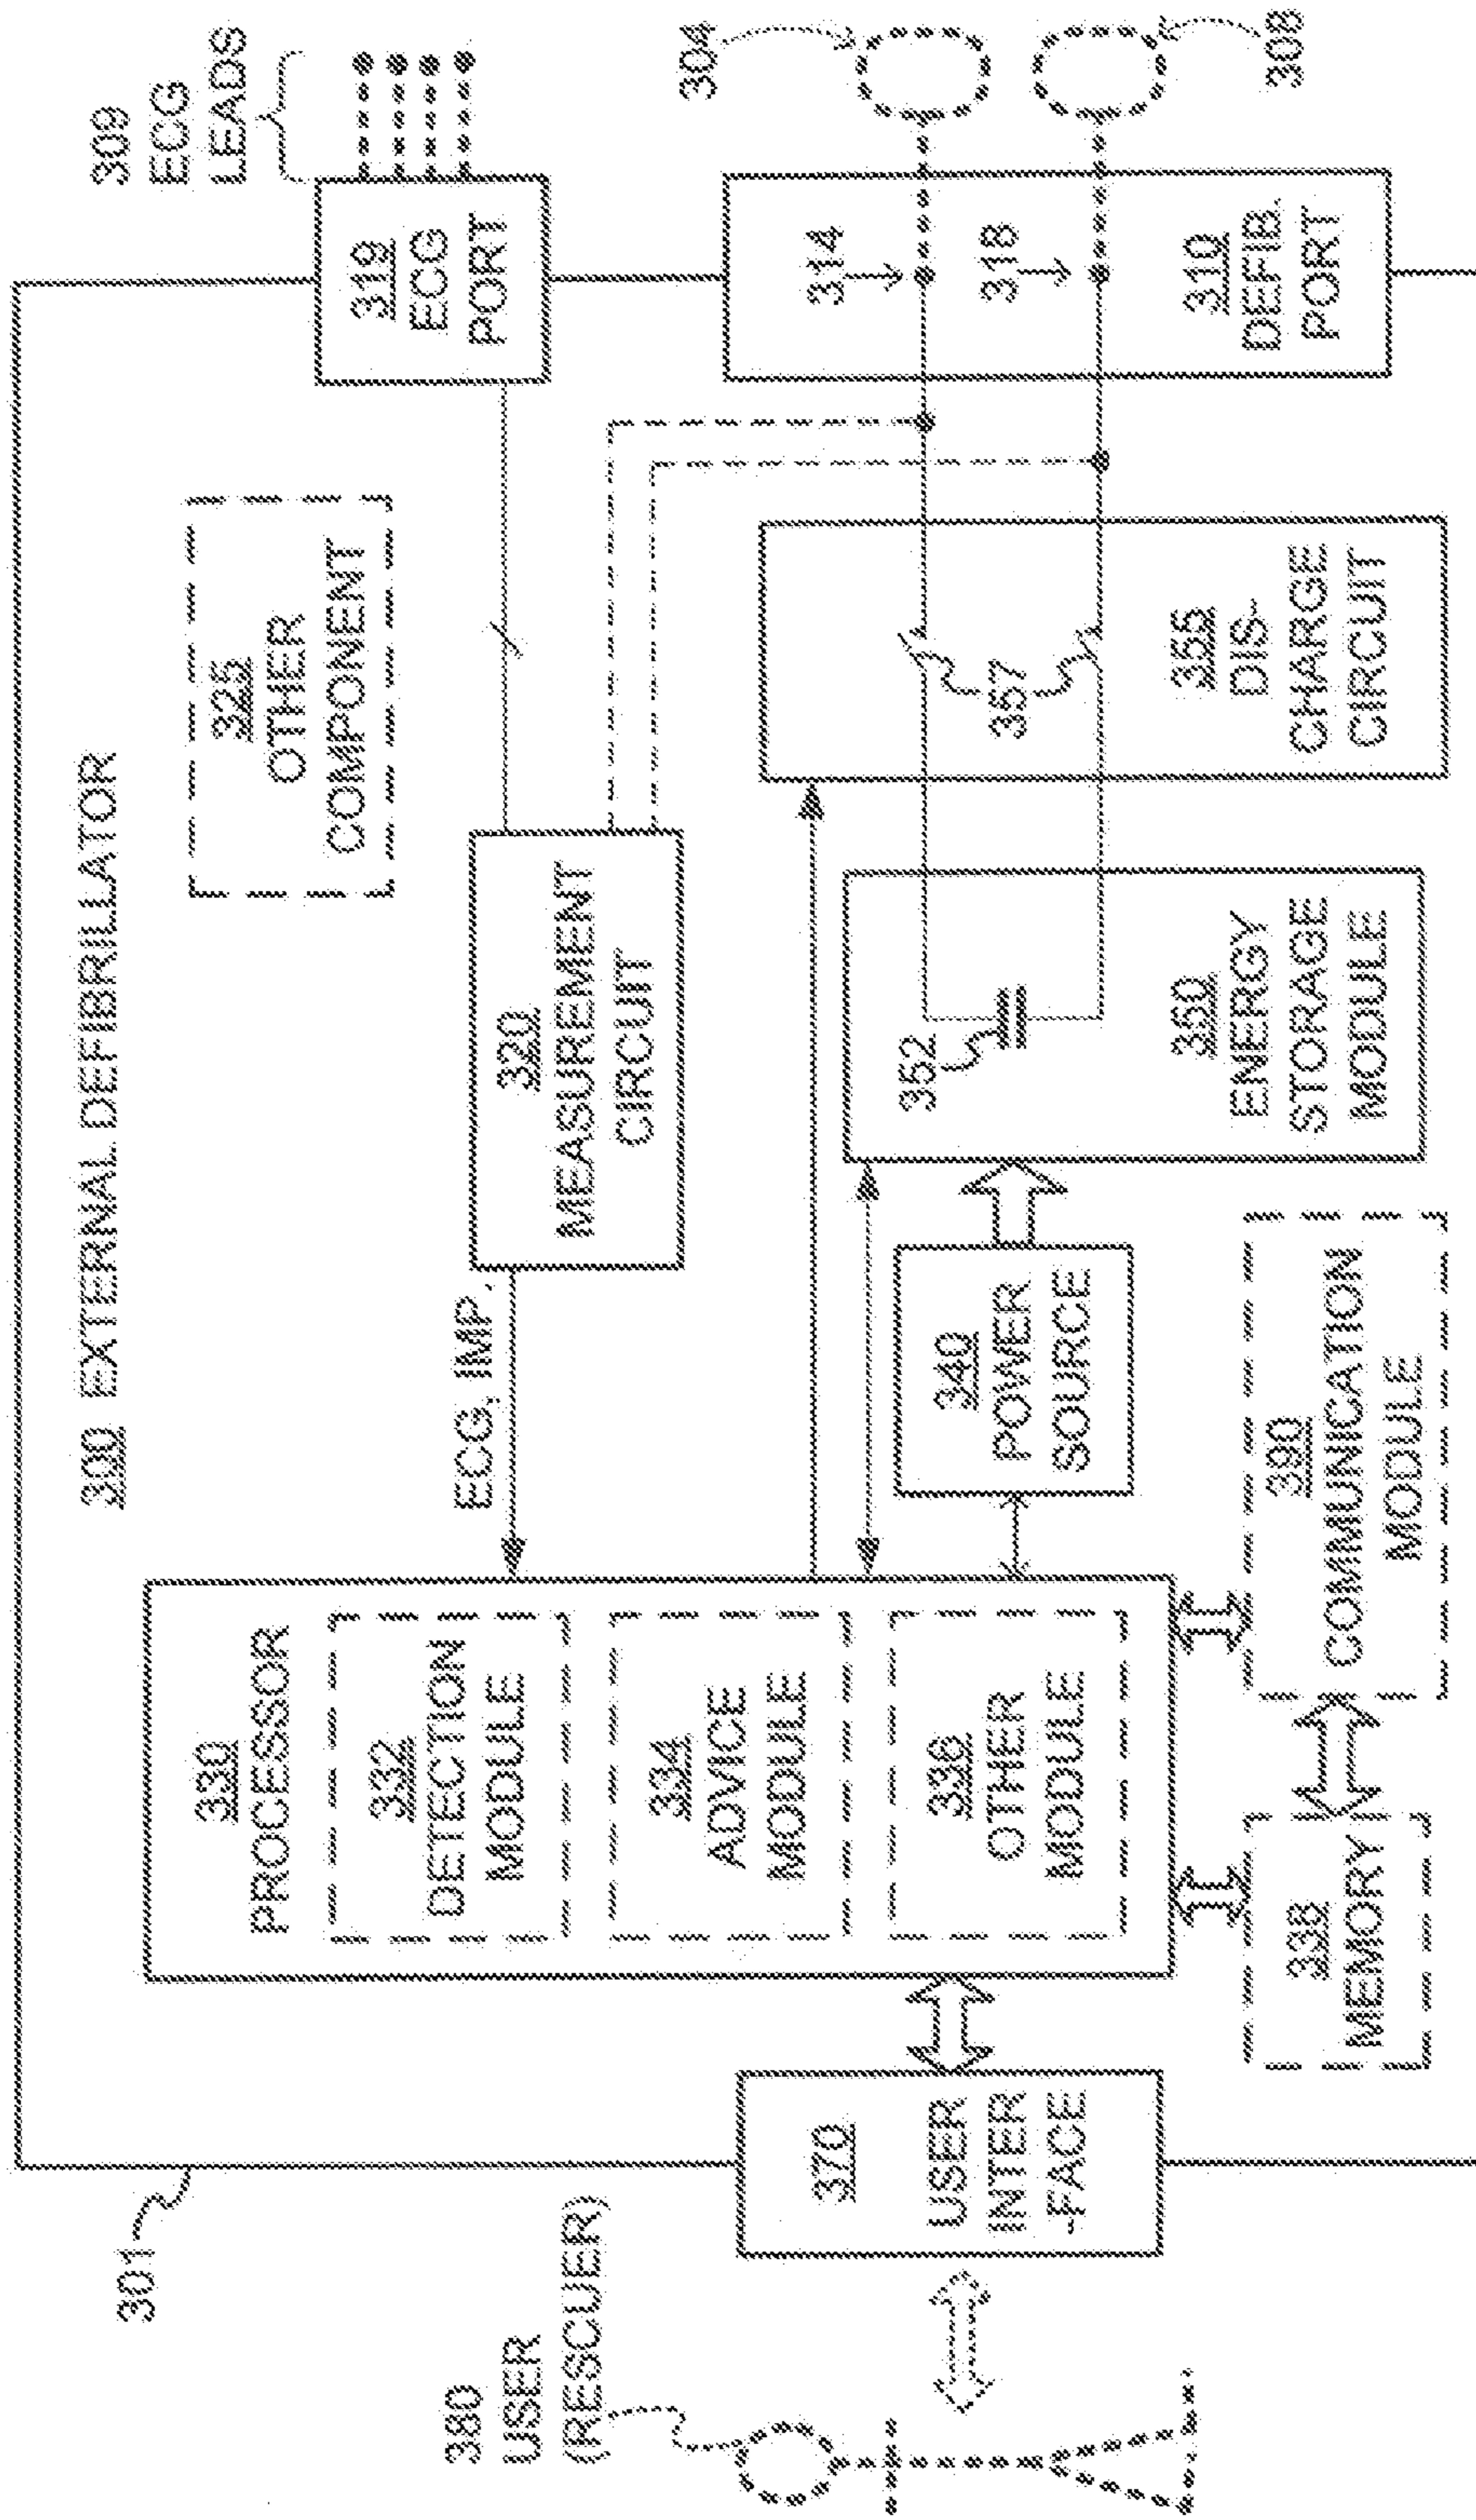 300 EXTERNAL DEFIBRILLATOR
301
309
ECG
LEADS
319
ECG
PORT
325
OTHER
COMPONENT
320
MEASUREMENT
CIRCUIT
ECG, IMP.
330
PROCESSOR
332
DETECTION
MODULE
334
ADVICE
MODULE
336
OTHER
MODULE
380
USER
(RESCUER)
370
USER
INTER
-FACE
338
MEMORY
390
COMMUNICATION
MODULE
340
POWER
SOURCE
352
350
ENERGY
STORAGE
MODULE
357
355
DIS-
CHARGE
CIRCUIT
314
318
310
DEFIB.
PORT
304
308